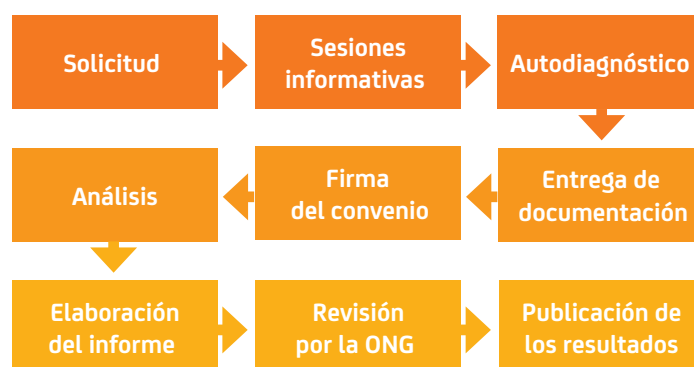 Solicitud
Sesiones
informativas
Autodiagnóstico
Análisis
Firma
del convenio
Entrega de
documentación
Elaboración
del informe
Revisión
por la ONG
Publicación de
los resultados